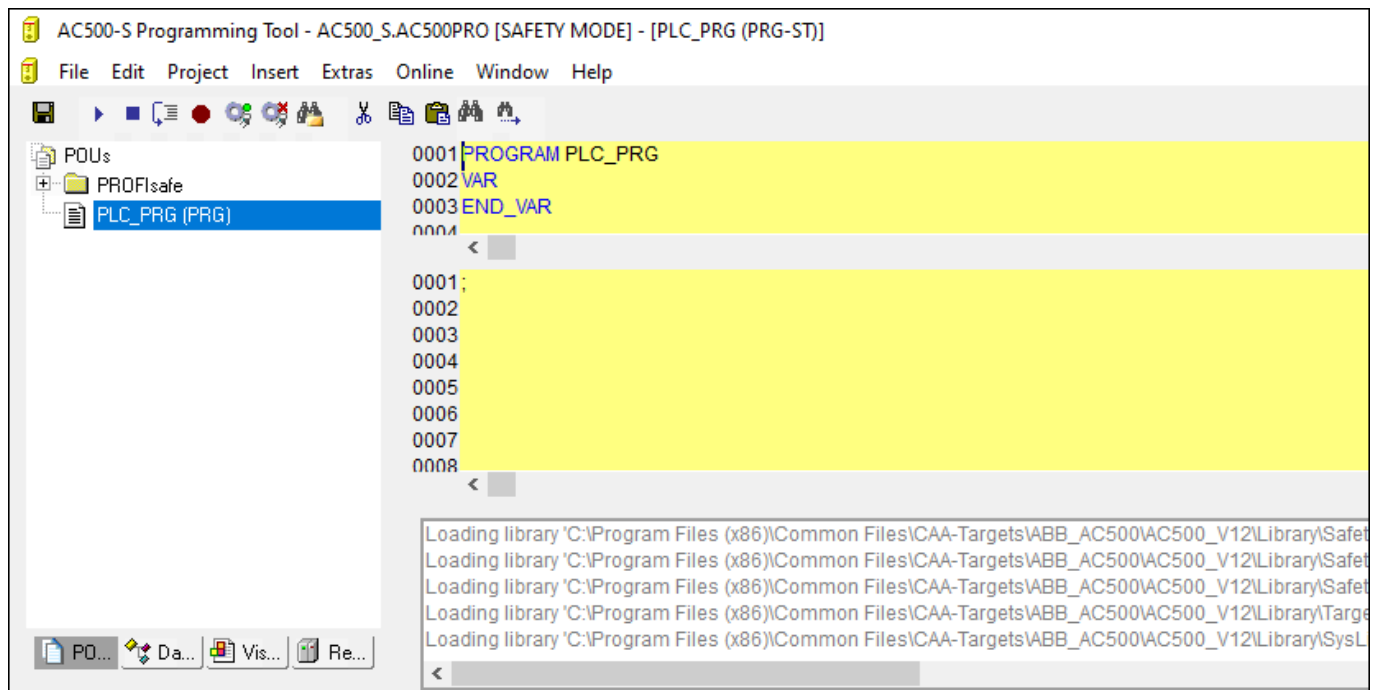 AC500-S Programming Tool - AC500_S.AC500PRO [SAFETY MODE] - [PLC_PRG (PRG-ST)]
File Edit Project Insert Extras Online Window Help
POUs
PROFIsafe
PLC_PRG (PRG)
0001 PROGRAM PLC_PRG
0002 VAR
0003 END_VAR
0004
0001 ;
0002
0003
0004
0005
0006
0007
0008
Loading library 'C:\Program Files (x86)\Common Files\CAA-Targets\ABB_AC500\AC500_V12\Library\Safet
Loading library 'C:\Program Files (x86)\Common Files\CAA-Targets\ABB_AC500\AC500_V12\Library\Safet
Loading library 'C:\Program Files (x86)\Common Files\CAA-Targets\ABB_AC500\AC500_V12\Library\Safet
Loading library 'C:\Program Files (x86)\Common Files\CAA-Targets\ABB_AC500\AC500_V12\Library\Targe
Loading library 'C:\Program Files (x86)\Common Files\CAA-Targets\ABB_AC500\AC500_V12\Library\SysL
PO... Da... Vis... Re...